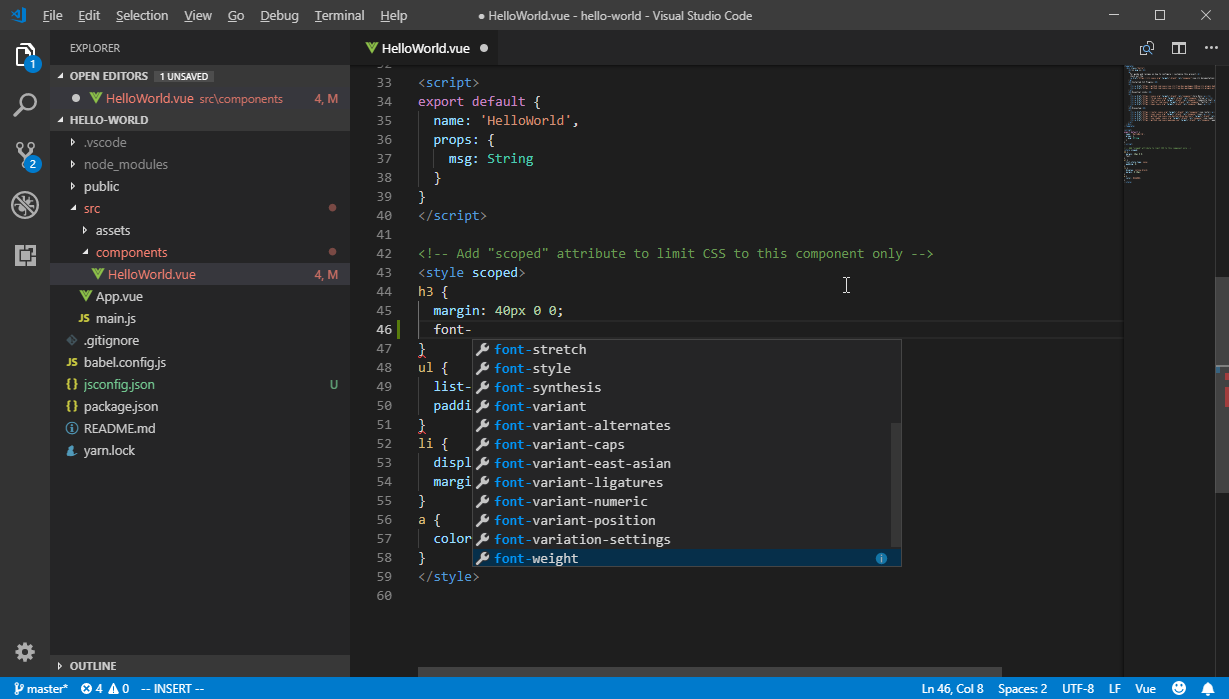 File Edit Selection View Go Debug Terminal Help
● HelloWorld.vue - hello-world - Visual Studio Code
1
2
EXPLORER
OPEN EDITORS 1 UNSAVED
HelloWorld.vue src\components 4, M
HELLO-WORLD
.vscode
node_modules
public
src
assets
components
HelloWorld.vue 4, M
App.vue
JS main.js
.gitignore
JS babel.config.js
{} jsconfig.json U
{} package.json
README.md
yarn.lock
OUTLINE
HelloWorld.vue ●
32
33 <script>
34 export default {
35 name: 'HelloWorld',
36 props: {
37 msg: String
38 }
39 }
40 </script>
41
42 <!-- Add "scoped" attribute to limit CSS to this component only -->
43 <style scoped>
44 h3 {
45 margin: 40px 0 0;
46 font-
47 }
48 ul {
49 list-
50 paddi
51 }
52 li {
53 displ
54 margi
55 }
56 a {
57 color
58 }
59 </style>
60
font-stretch
font-style
font-synthesis
font-variant
font-variant-alternates
font-variant-caps
font-variant-east-asian
font-variant-ligatures
font-variant-numeric
font-variant-position
font-variation-settings
font-weight
master* 4 0 -- INSERT -- Ln 46, Col 8 Spaces: 2 UTF-8 LF Vue